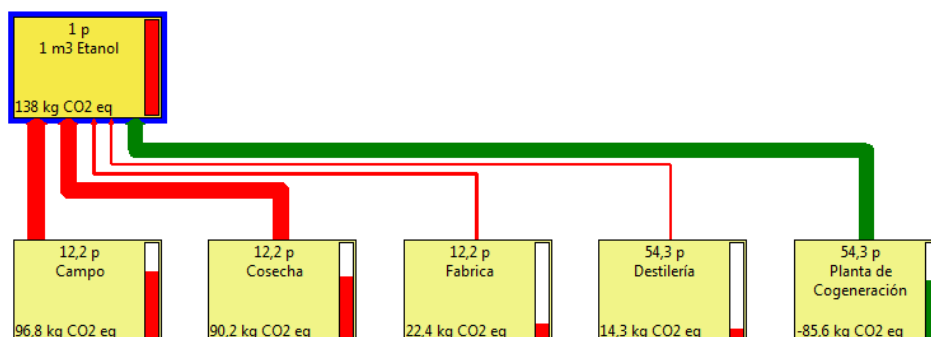 1 p
1 m3 Etanol
138 kg CO2 eq
12,2 p
Campo
96,8 kg CO2 eq
12,2 p
Cosecha
90,2 kg CO2 eq
12,2 p
Fabrica
22,4 kg CO2 eq
54,3 p
Destilería
14,3 kg CO2 eq
54,3 p
Planta de
Cogeneración
-85,6 kg CO2 eq